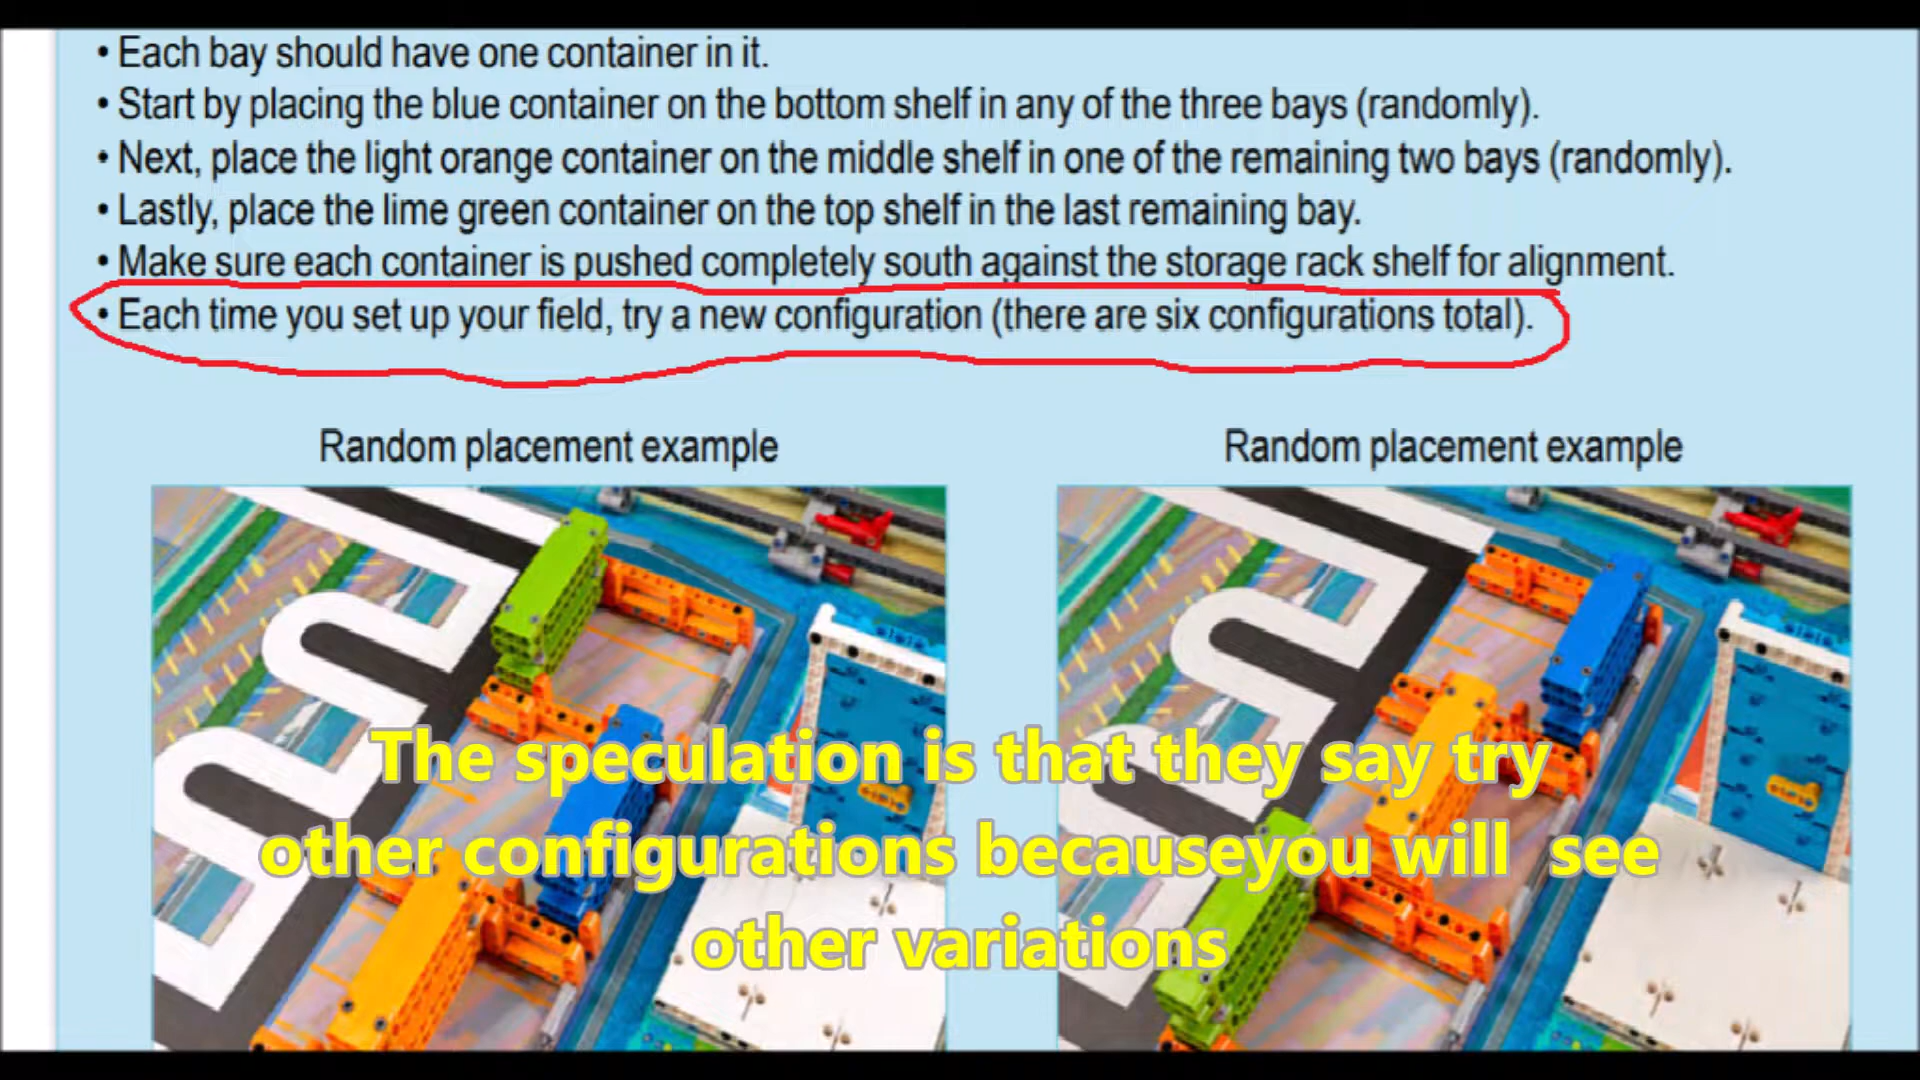 • Each bay should have one container in it.
• Start by placing the blue container on the bottom shelf in any of the three bays (randomly).
• Next, place the light orange container on the middle shelf in one of the remaining two bays (randomly).
• Lastly, place the lime green container on the top shelf in the last remaining bay.
• Make sure each container is pushed completely south against the storage rack shelf for alignment.
• Each time you set up your field, try a new configuration (there are six configurations total).
Random placement example
Random placement example
The speculation is that they say try
other configurations becauseyou will see
other variations